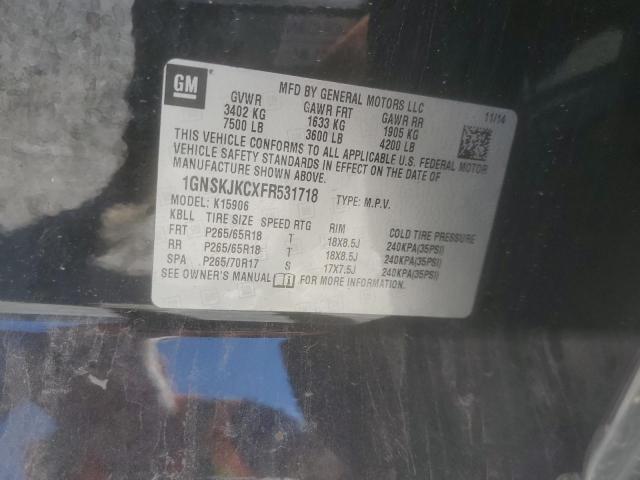 GM
MFD BY GENERAL MOTORS LLC
GVWR GAWR FRT GAWR RR 11/14
3402 KG 1633 KG 1905 KG
7500 LB 3600 LB 4200 LB
THIS VEHICLE CONFORMS TO ALL APPLICABLE U.S. FEDERAL MOTOR
VEHICLE SAFETY STANDARDS IN EFFECT ON THE DATE OF
MANUFACTURE SHOWN ABOVE.
1GNSKJKCXFR531718 TYPE: M.P.V.
MODEL: K15906
KBLL TIRE SIZE SPEED RTG RIM COLD TIRE PRESSURE
FRT P265/65R18 T 18X8.5J 240KPA(35PSI)
RR P265/65R18 T 18X8.5J 240KPA(35PSI)
SPA P265/70R17 S 17X7.5J 240KPA(35PSI)
SEE OWNER'S MANUAL FOR MORE INFORMATION.